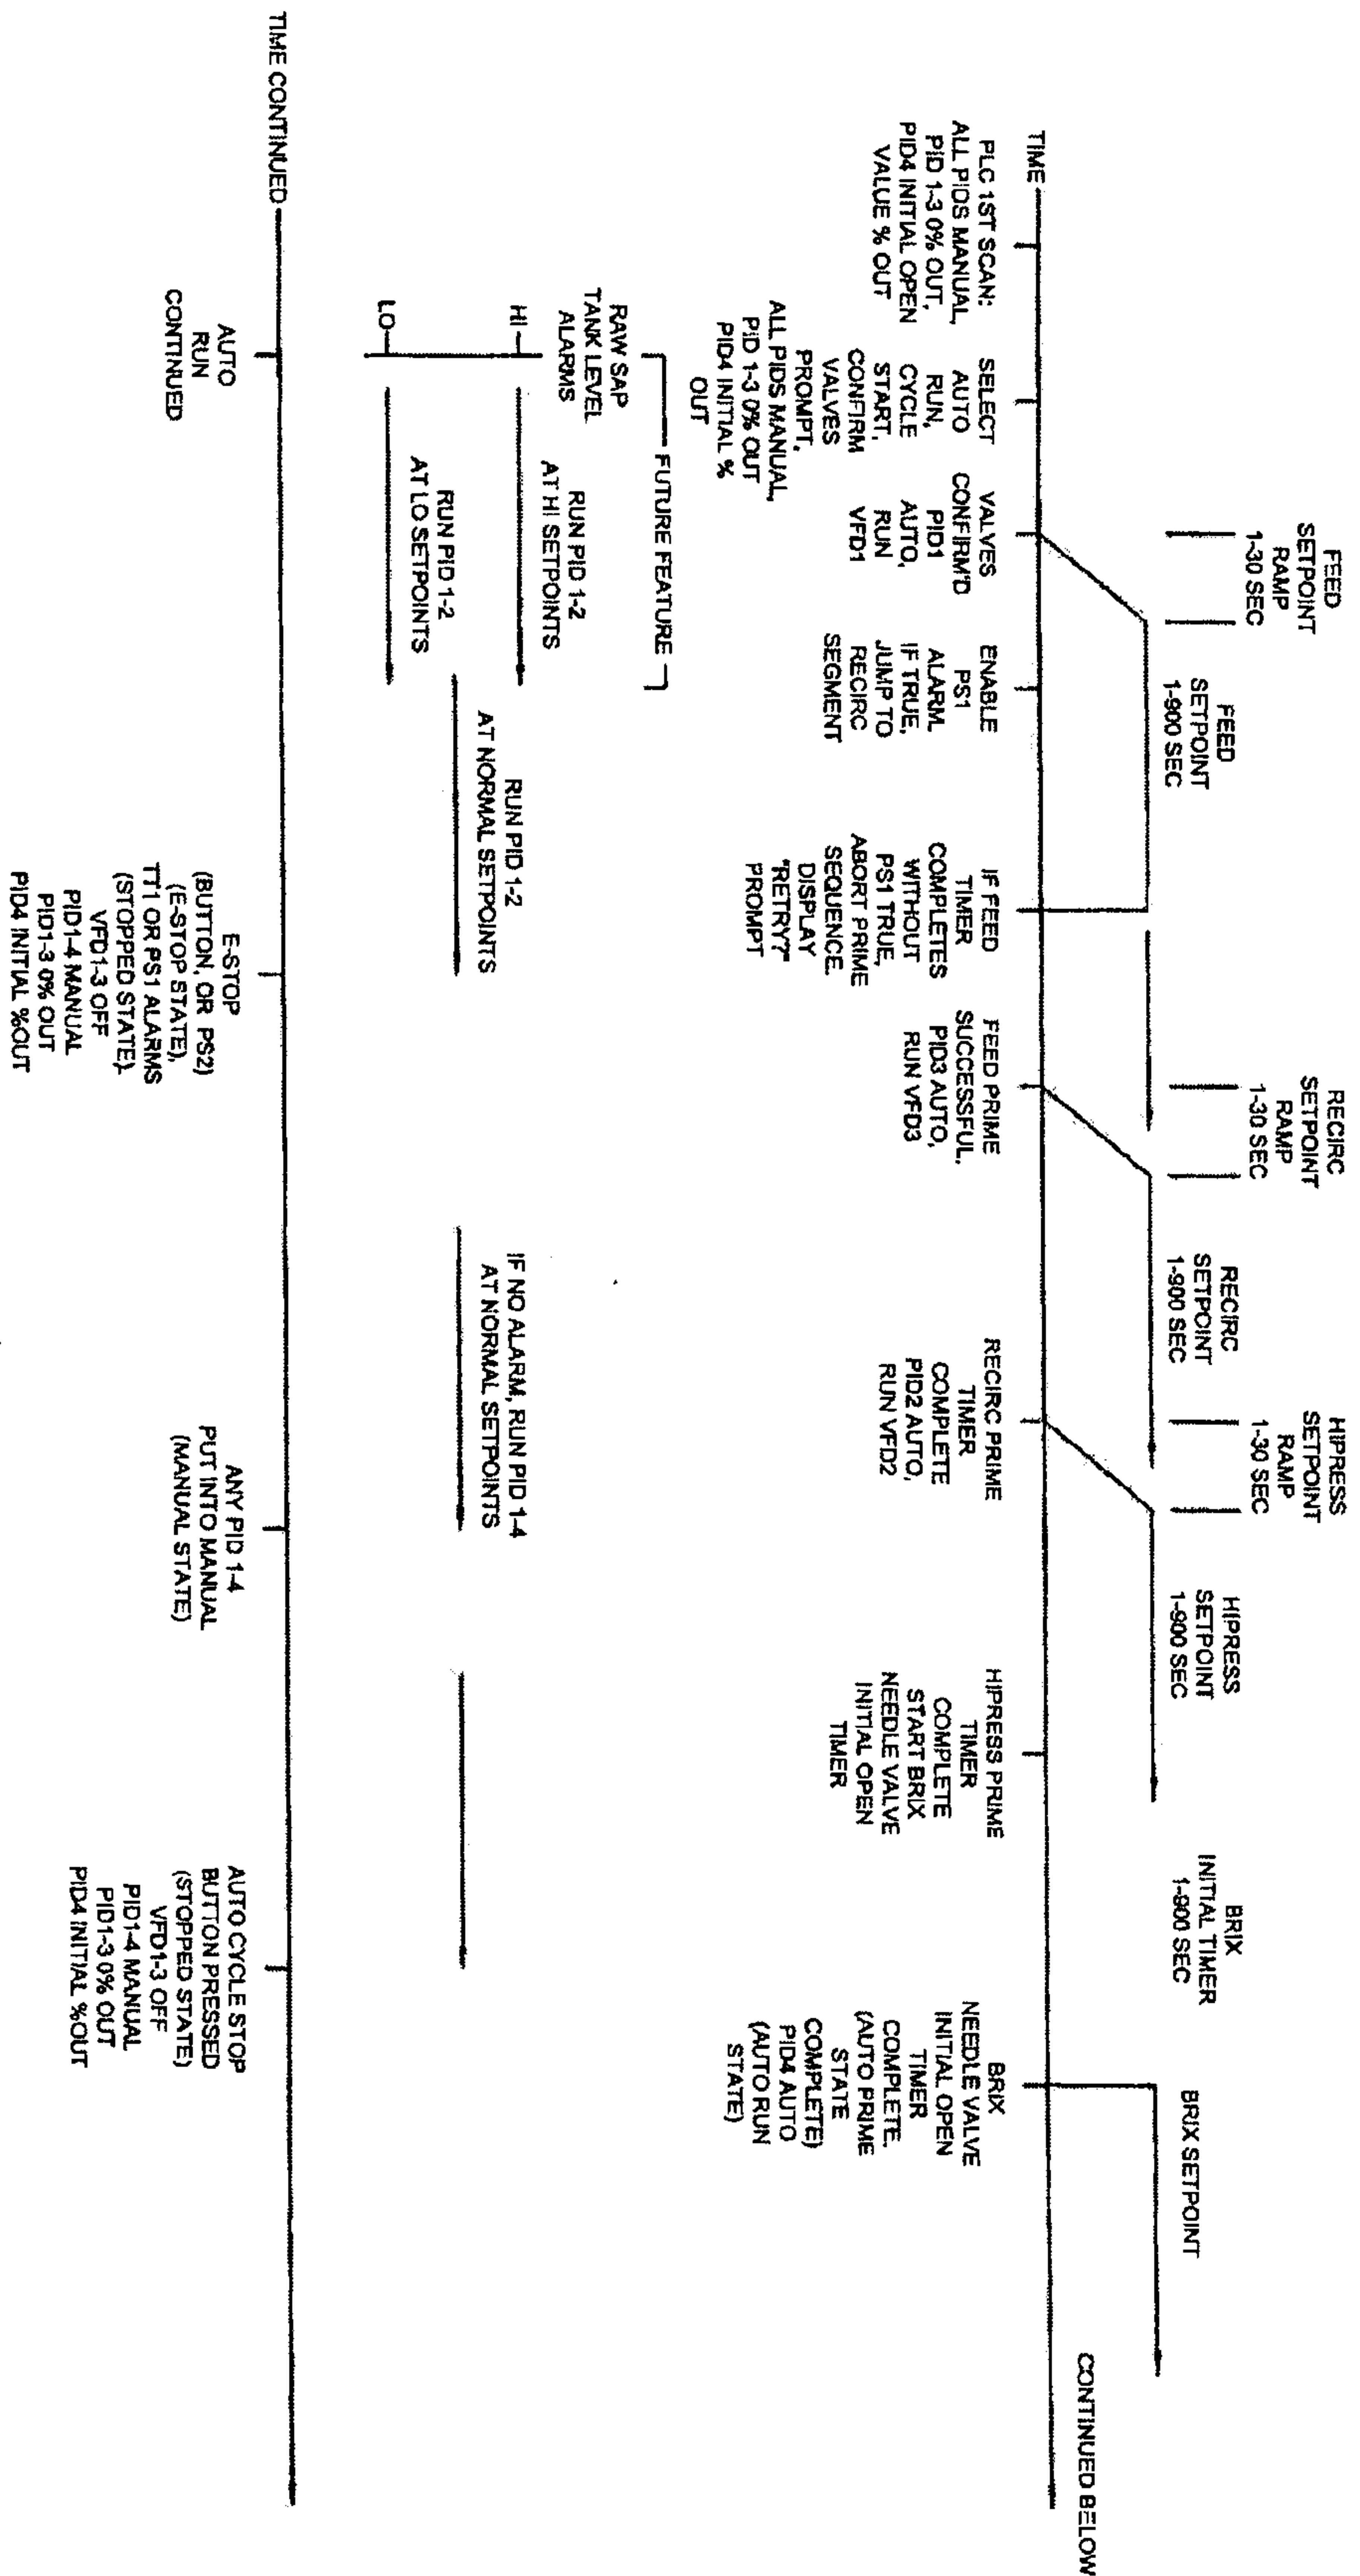 FEED
SETPOINT
RAMP
1-30 SEC
FEED
SETPOINT
1-900 SEC
RECIRC
SETPOINT
RAMP
1-30 SEC
RECIRC
SETPOINT
1-900 SEC
HIPRESS
SETPOINT
RAMP
1-30 SEC
HIPRESS
SETPOINT
1-900 SEC
BRIX
INITIAL TIMER
1-900 SEC
BRIX SETPOINT
CONTINUED BELOW
TIME
PLC 1ST SCAN:
ALL PIDS MANUAL,
PID 1-3 0% OUT,
PID4 INITIAL OPEN
VALUE % OUT
SELECT
AUTO
RUN,
CYCLE
START,
CONFIRM
VALVES
PROMPT,
ALL PIDS MANUAL,
PID 1-3 0% OUT
PID4 INITIAL %
OUT
VALVES
CONFIRM'D
PID1
AUTO,
RUN
VFD1
ENABLE
PS1
ALARM,
IF TRUE,
JUMP TO
RECIRC
SEGMENT
IF FEED
TIMER
COMPLETES
WITHOUT
PS1 TRUE,
ABORT PRIME
SEQUENCE.
DISPLAY
"RETRY?"
PROMPT
FEED PRIME
SUCCESSFUL,
PID3 AUTO,
RUN VFD3
RECIRC PRIME
TIMER
COMPLETE
PID2 AUTO,
RUN VFD2
HIPRESS PRIME
TIMER
COMPLETE
START BRIX
NEEDLE VALVE
INITIAL OPEN
TIMER
BRIX
NEEDLE VALVE
INITIAL OPEN
TIMER
COMPLETE.
(AUTO PRIME
STATE
COMPLETE)
PID4 AUTO
(AUTO RUN
STATE)
FUTURE FEATURE
RAW SAP
TANK LEVEL
ALARMS
HI
LO
RUN PID 1-2
AT HI SETPOINTS
RUN PID 1-2
AT LO SETPOINTS
RUN PID 1-2
AT NORMAL SETPOINTS
IF NO ALARM, RUN PID 1-4
AT NORMAL SETPOINTS
TIME CONTINUED
AUTO
RUN
CONTINUED
E-STOP
(BUTTON, OR PS2)
(E-STOP STATE),
TT1 OR PS1 ALARMS
(STOPPED STATE).
VFD1-3 OFF
PID1-4 MANUAL
PID1-3 0% OUT
PID4 INITIAL %OUT
ANY PID 1-4
PUT INTO MANUAL
(MANUAL STATE)
AUTO CYCLE STOP
BUTTON PRESSED
(STOPPED STATE)
VFD1-3 OFF
PID1-4 MANUAL
PID1-3 0% OUT
PID4 INITIAL %OUT